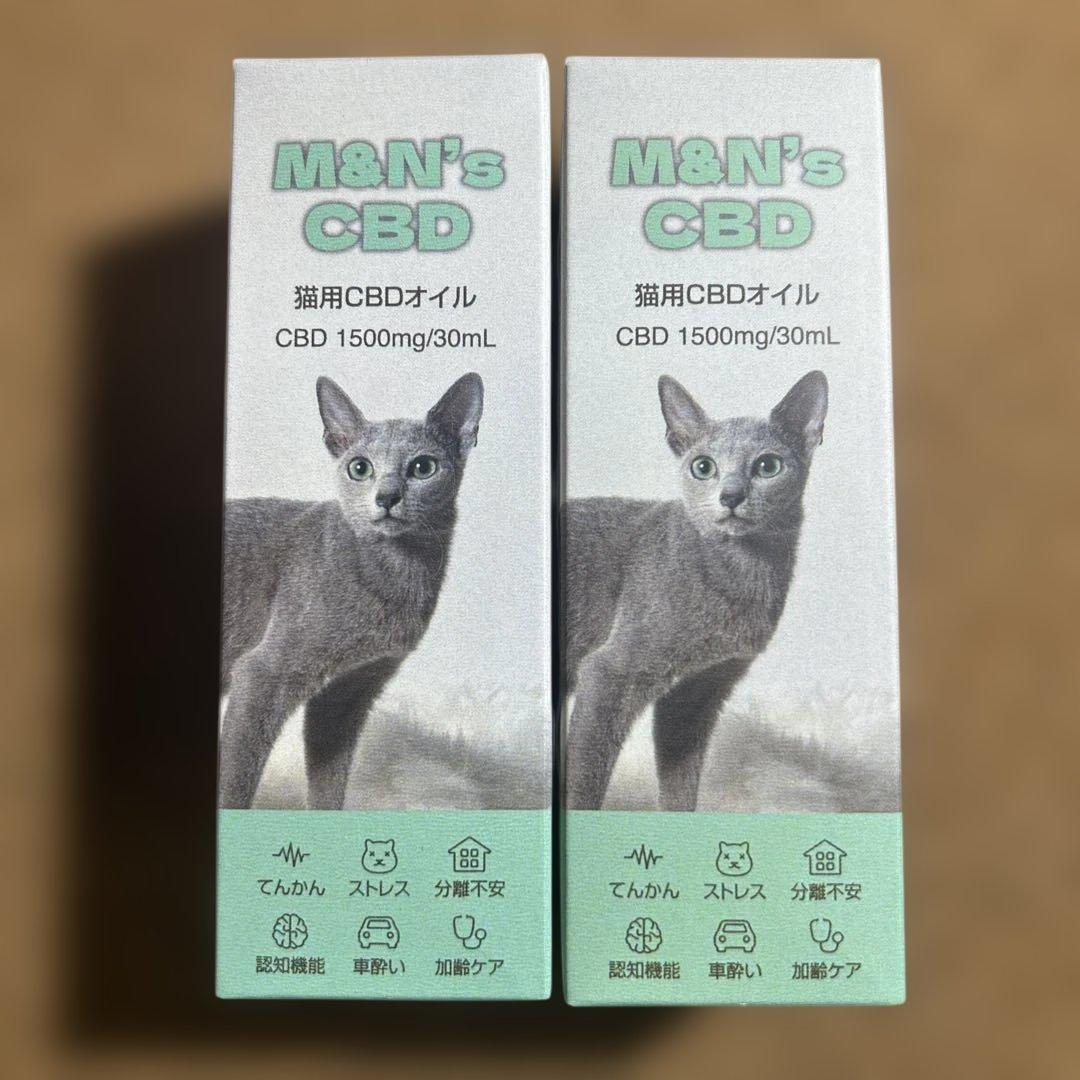 M&N's
CBD
猫用CBDオイル
CBD 1500mg/30mL
てんかん ストレス 分離不安
認知機能 車酔い 加齢ケア
M&N's
CBD
猫用CBDオイル
CBD 1500mg/30mL
てんかん ストレス 分離不安
認知機能 車酔い 加齢ケア